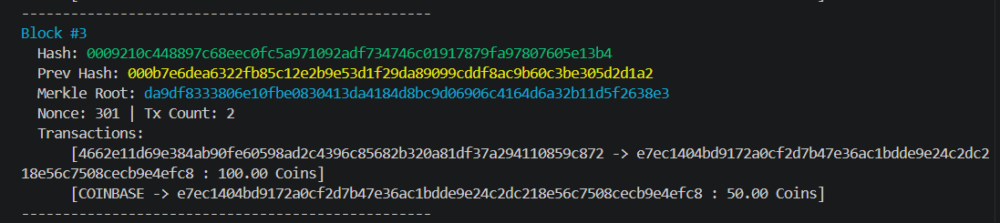 -----------------------------------------------
Block #3
  Hash: 0009210c448897c68eec0fc5a971092adf734746c01917879fa97807605e13b4
  Prev Hash: 000b7e6dea6322fb85c12e2b9e53d1f29da89099cddf8ac9b60c3be305d2d1a2
  Merkle Root: da9df8333806e10fbe0830413da4184d8bc9d06906c4164d6a32b11d5f2638e3
  Nonce: 301 | Tx Count: 2
  Transactions:
      [4662e11d69e384ab90fe60598ad2c4396c85682b320a81df37a294110859c872 -> e7ec1404bd9172a0cf2d7b47e36ac1bdde9e24c2dc2
18e56c7508cecb9e4efc8 : 100.00 Coins]
      [COINBASE -> e7ec1404bd9172a0cf2d7b47e36ac1bdde9e24c2dc218e56c7508cecb9e4efc8 : 50.00 Coins]
-----------------------------------------------